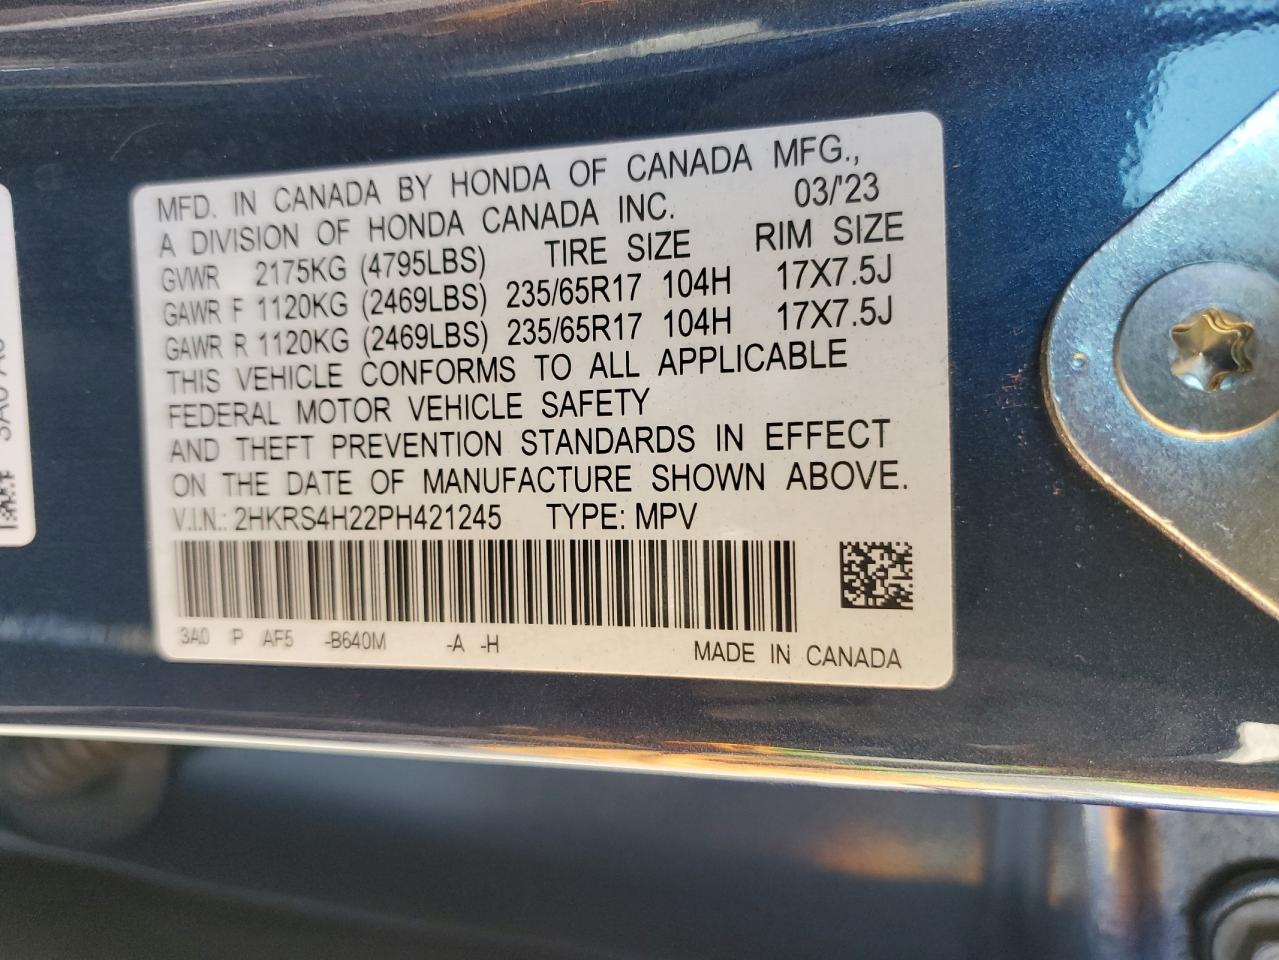 MFD. IN CANADA BY HONDA OF CANADA MFG.,
A DIVISION OF HONDA CANADA INC. 03/'23
GVWR 2175KG (4795LBS) TIRE SIZE RIM SIZE
GAWR F 1120KG (2469LBS) 235/65R17 104H 17X7.5J
GAWR R 1120KG (2469LBS) 235/65R17 104H 17X7.5J
THIS VEHICLE CONFORMS TO ALL APPLICABLE
FEDERAL MOTOR VEHICLE SAFETY
AND THEFT PREVENTION STANDARDS IN EFFECT
ON THE DATE OF MANUFACTURE SHOWN ABOVE.
V.I.N.: 2HKRS4H22PH421245 TYPE: MPV
3A0 P AF5 -B640M -A -H
MADE IN CANADA